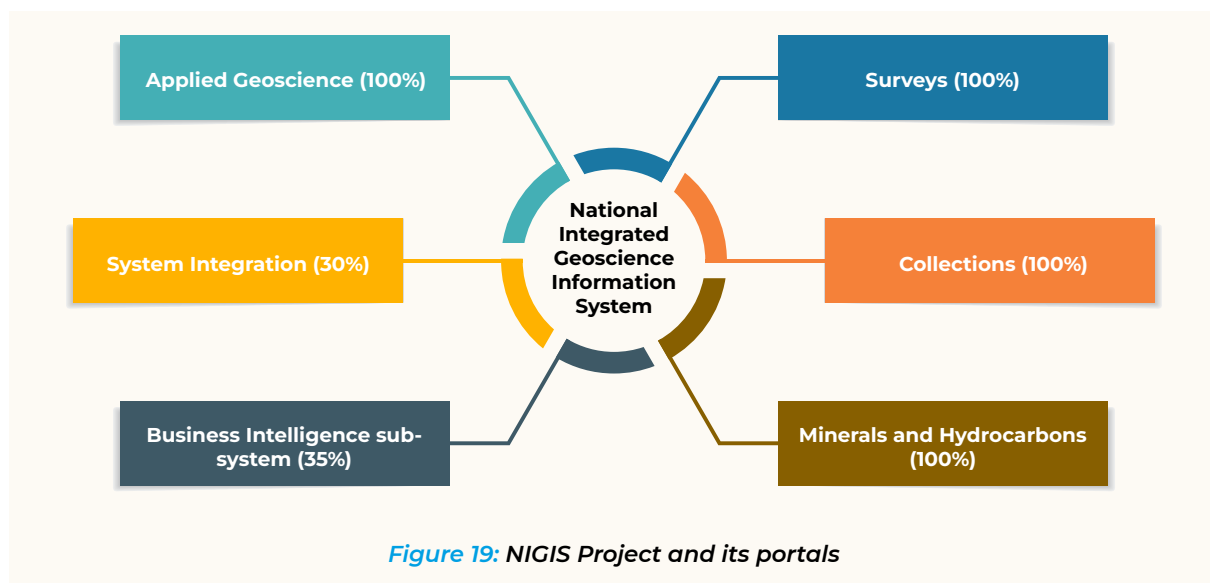 Applied Geoscience (100%)
Surveys (100%)
National
Integrated
Geoscience
Information
System
System Integration (30%)
Collections (100%)
Business Intelligence sub-
system (35%)
Minerals and Hydrocarbons
(100%)
Figure 19: NIGIS Project and its portals